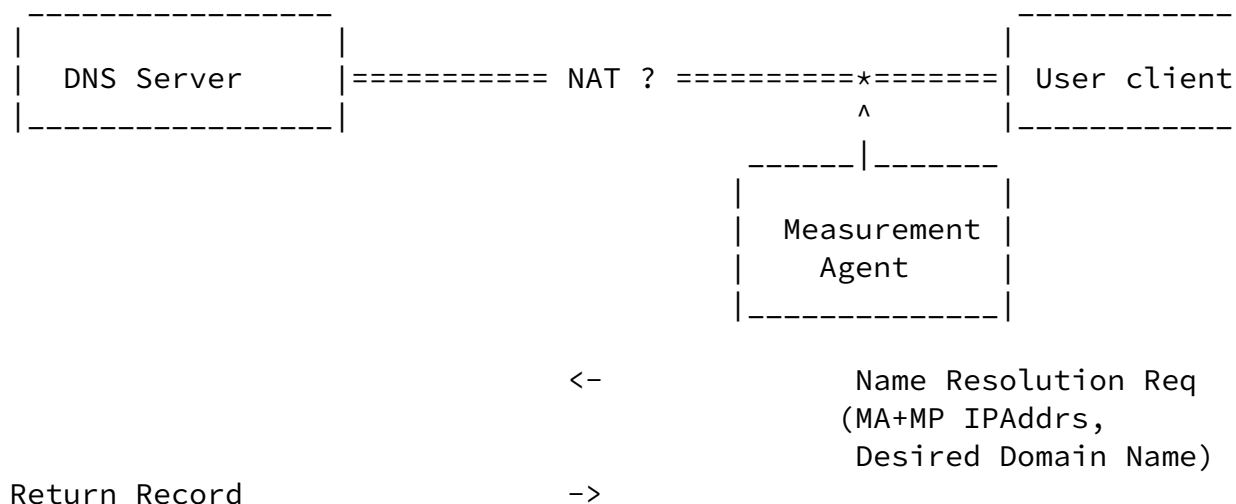 DNS Server =========== NAT ? ==========*======= User client
^
Measurement
Agent
<- Name Resolution Req
(MA+MP IPAddrs,
Desired Domain Name)
Return Record ->